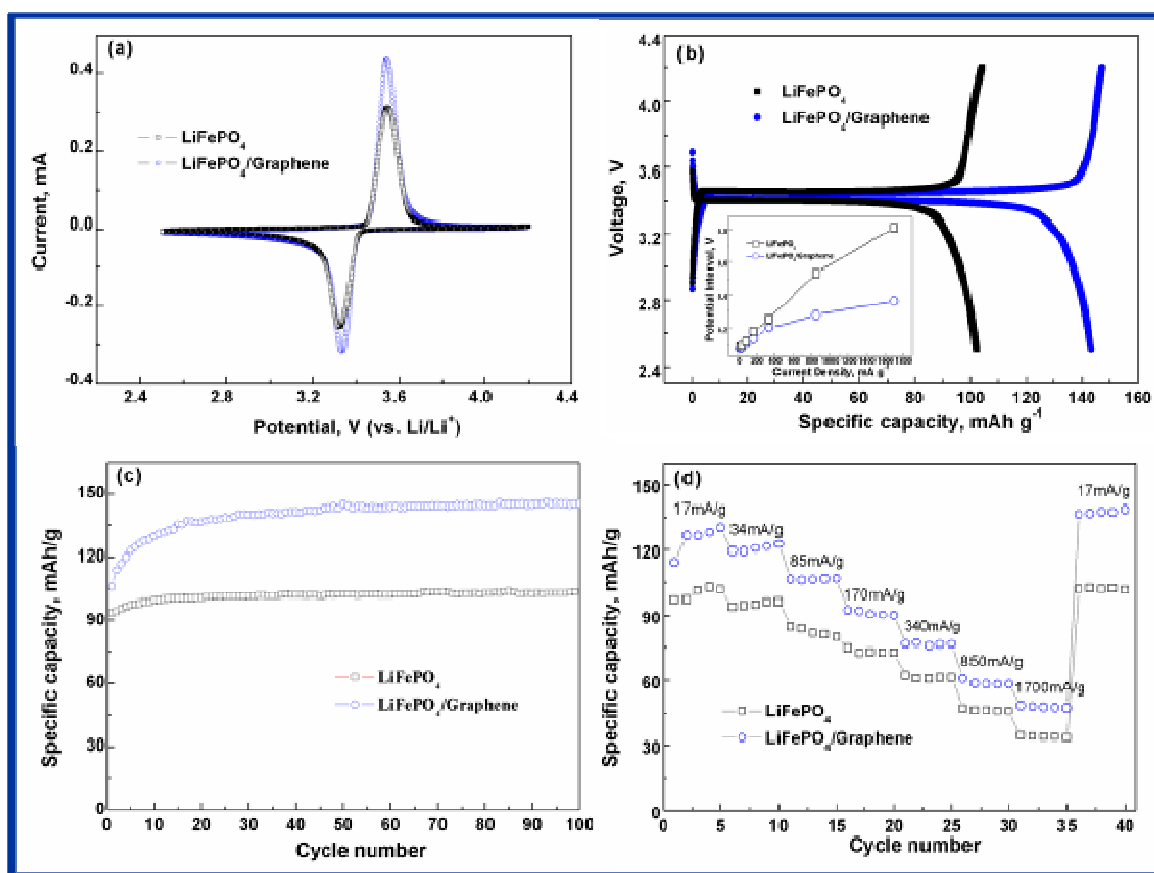 (a)
0.4
0.2
0.0
-0.2
-0.4
Current, mA
LiFePO₄
LiFePO₄/Graphene
2.4 2.8 3.2 3.6 4.0 4.4
Potential, V (vs. Li/Li⁺)
(b)
4.4
4.0
3.6
3.2
2.8
2.4
Voltage, V
LiFePO₄
LiFePO₄/Graphene
Potential Interval, V
LiFePO₄
LiFePO₄/Graphene
Current Density, mA g⁻¹
0 20 40 60 80 100 120 140 160
Specific capacity, mAh g⁻¹
(c)
150
120
90
60
30
0
Specific capacity, mAh/g
LiFePO₄
LiFePO₄/Graphene
0 10 20 30 40 50 60 70 80 90 100
Cycle number
(d)
150
120
90
60
30
0
Specific capacity, mAh/g
17mA/g
34mA/g
85mA/g
170mA/g
340mA/g
850mA/g
1700mA/g
17mA/g
LiFePO₄
LiFePO₄/Graphene
0 5 10 15 20 25 30 35 40
Cycle number